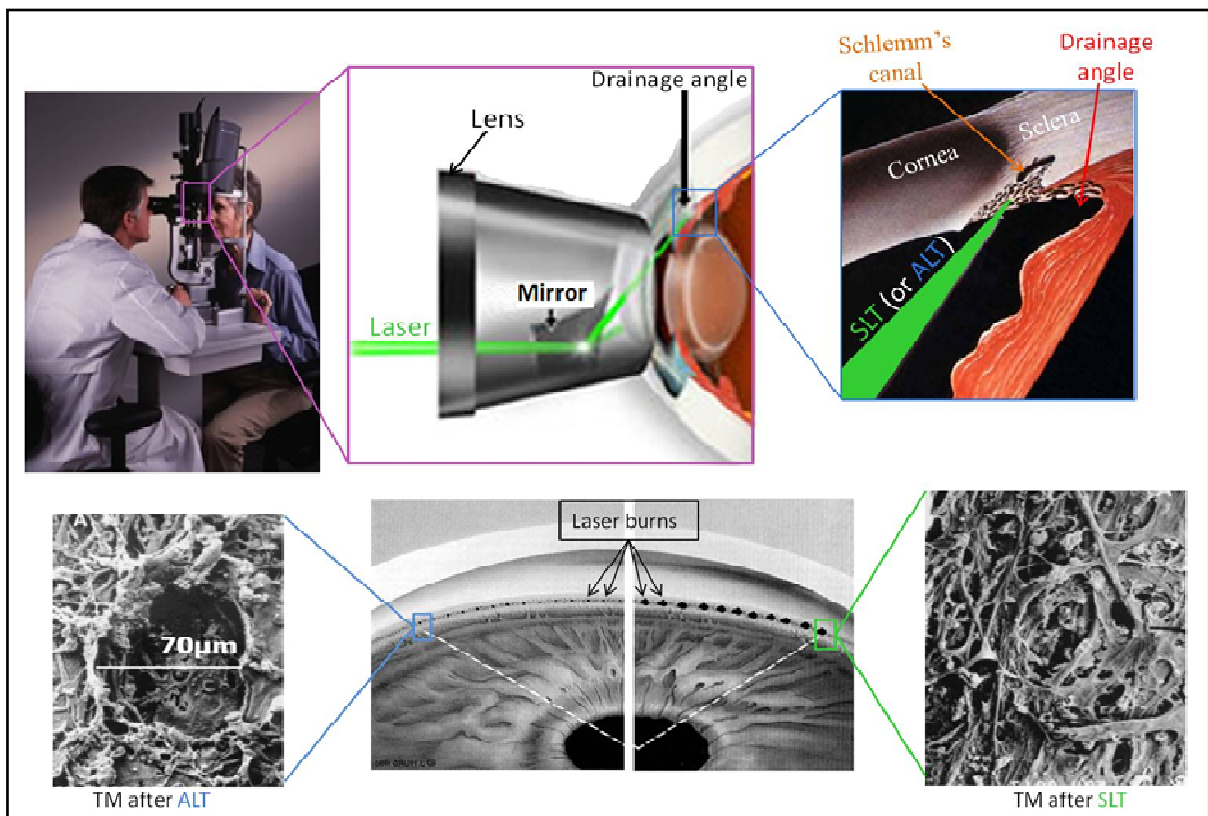 Schlemm's
canal
Drainage
angle
Drainage angle
Lens
Sclera
Cornea
Mirror
Laser
SLT (or ALT)
Laser burns
A
70µm
TM after ALT
TM after SLT